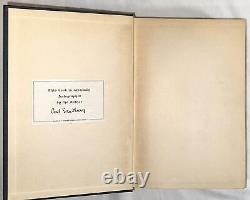 This book is personally
autographed
by the author
Carl Sandburg